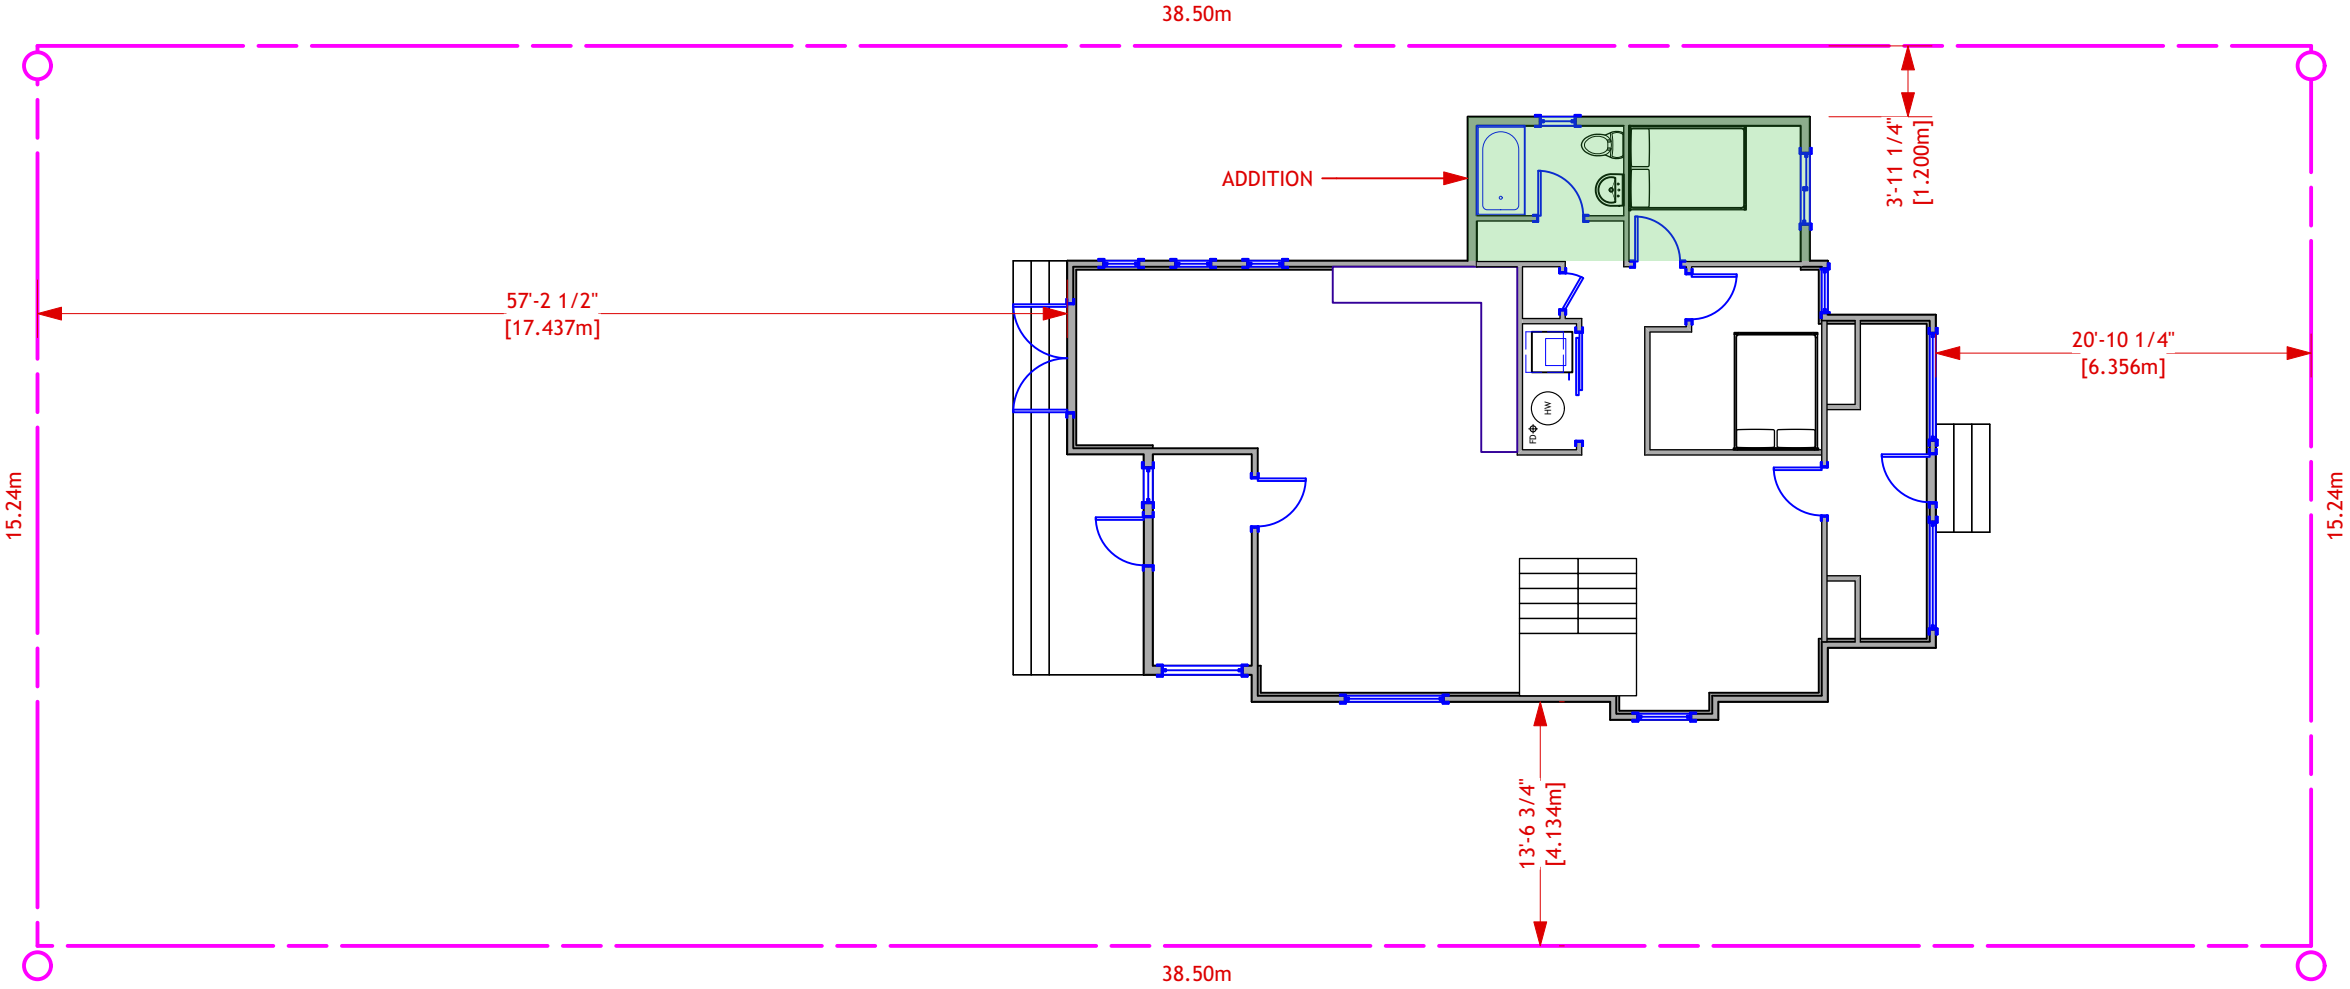 38.50m
3'-11 1/4"
[1.200m]
ADDITION
57'-2 1/2"
[17.437m]
20'-10 1/4"
[6.356m]
HW
FD
15.24m
15.24m
13'-6 3/4"
[4.134m]
38.50m